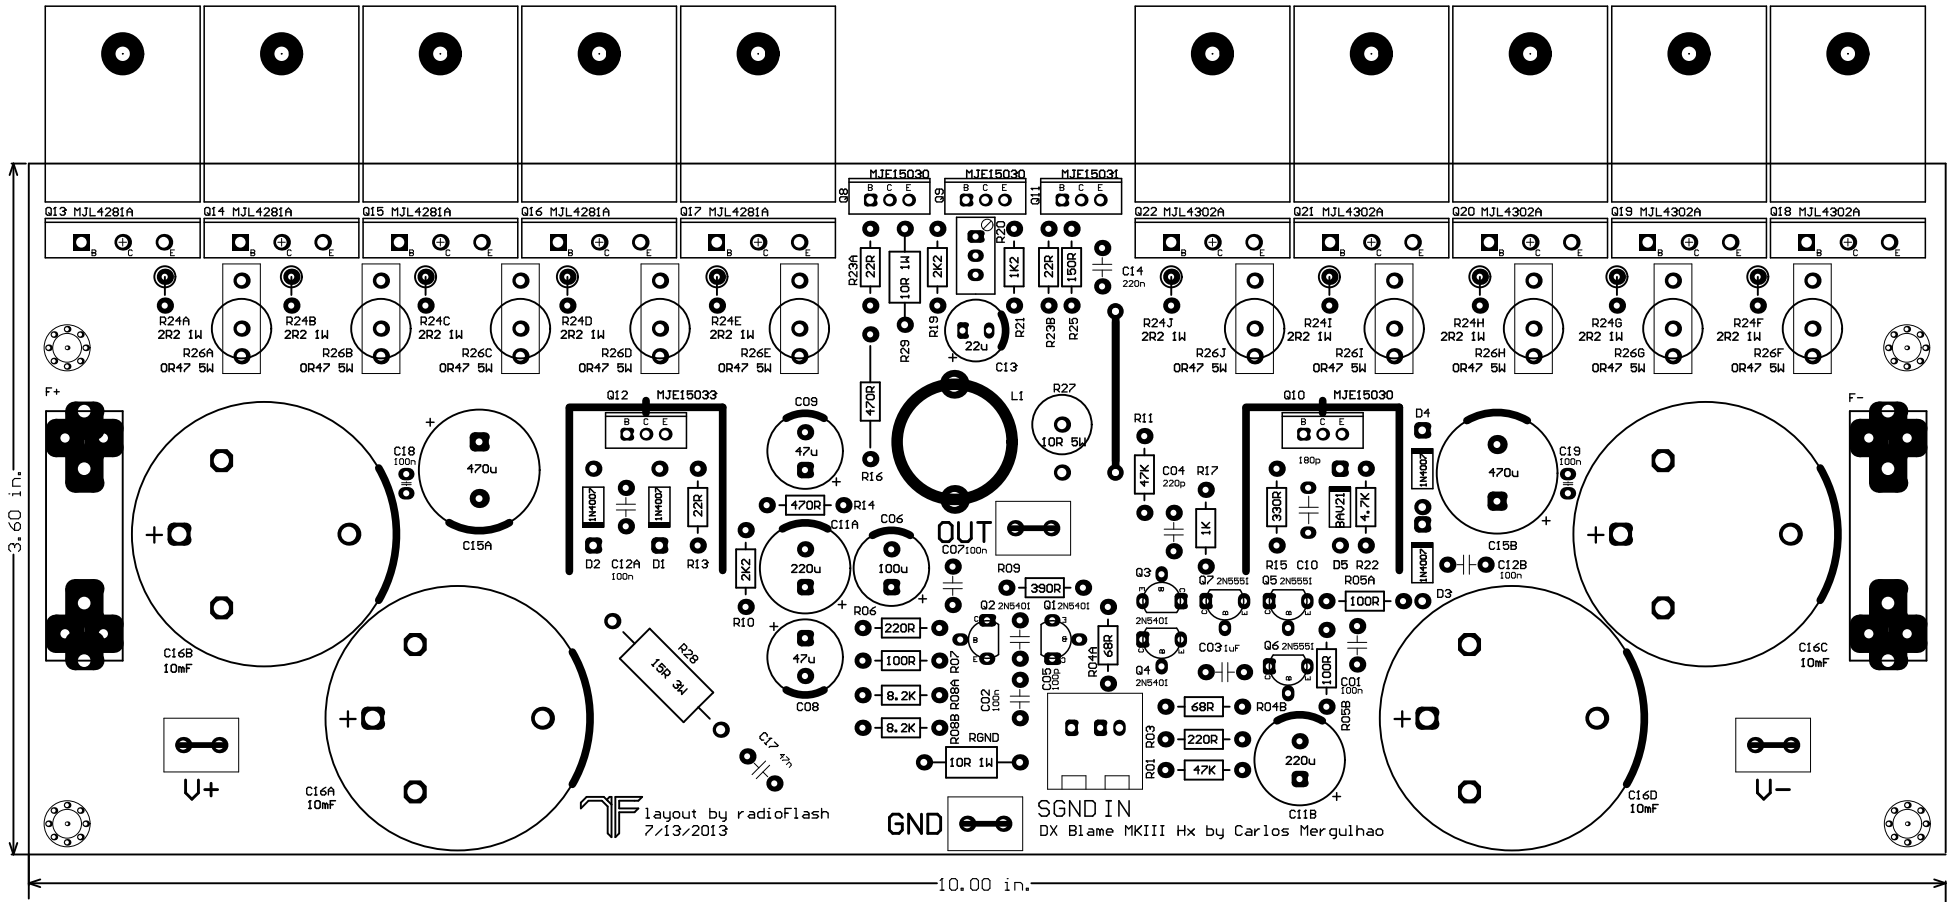 MJE15030 MJE15030 MJE15031
Q8 B C E Q9 B C E Q11 B C E
Q13 MJL4281A Q14 MJL4281A Q15 MJL4281A Q16 MJL4281A Q17 MJL4281A
Q22 MJL4302A Q21 MJL4302A Q20 MJL4302A Q19 MJL4302A Q18 MJL4302A
B C E B C E B C E B C E B C E
B C E B C E B C E B C E B C E
R23A 22R 10R 1W 2K2 R20 1K2 22R 150R C14
220n
R19 R21 R23B R25 R29
R24A R24B R24C R24D R24E
2R2 1W 2R2 1W 2R2 1W 2R2 1W 2R2 1W
R24J R24I R24H R24G R24F
2R2 1W 2R2 1W 2R2 1W 2R2 1W 2R2 1W
R26A R26B R26C R26D R26E
0R47 5W 0R47 5W 0R47 5W 0R47 5W 0R47 5W
R26J R26I R26H R26G R26F
0R47 5W 0R47 5W 0R47 5W 0R47 5W 0R47 5W
22u
+ C13
F+ F-
Q12 MJE15033
B C E
Q10 MJE15030
B C E
C09
47u +
470R
R16
L1
R27
10R 5W
R11
47K
C04
220p
R17
1K
D4
1N4007
C18
100n
+ 470u
C15A
C19
100n
470u +
C15B
1N4007 1N4007 22R
D2 C12A D1 R13
100n
470R R14
C11A
220u +
C06
100u +
2K2
R10
OUT
C07 100n
180p
330R BAV21 4.7K
R15 C10 D5 R22
1N4007
D3
C12B
100n
R09
390R
Q3 Q7 2N5551 Q5 2N5551 R05A
100R
2N5401
Q4
2N5401
Q2 Q1
2N5401 2N5401
R06
220R
R07
100R
R08A
8.2K
R08B
8.2K
C05
100p
C02
100n
R04A
68R
C03 1uF
Q6 2N5551
100R
R05B
C01
100n
+ 47u
C08
R28
15R 3W
C17 47n
68R R04B
R03
220R
R01
47K
RGND
10R 1W
220u
+
C11B
+ C16B
10mF
+ C16A
10mF
+ C16C
10mF
+ C16D
10mF
V+ V-
layout by radioFlash
7/13/2013
GND
SGND IN
DX Blame MKIII Hx by Carlos Mergulhao
3.60 in.
10.00 in.